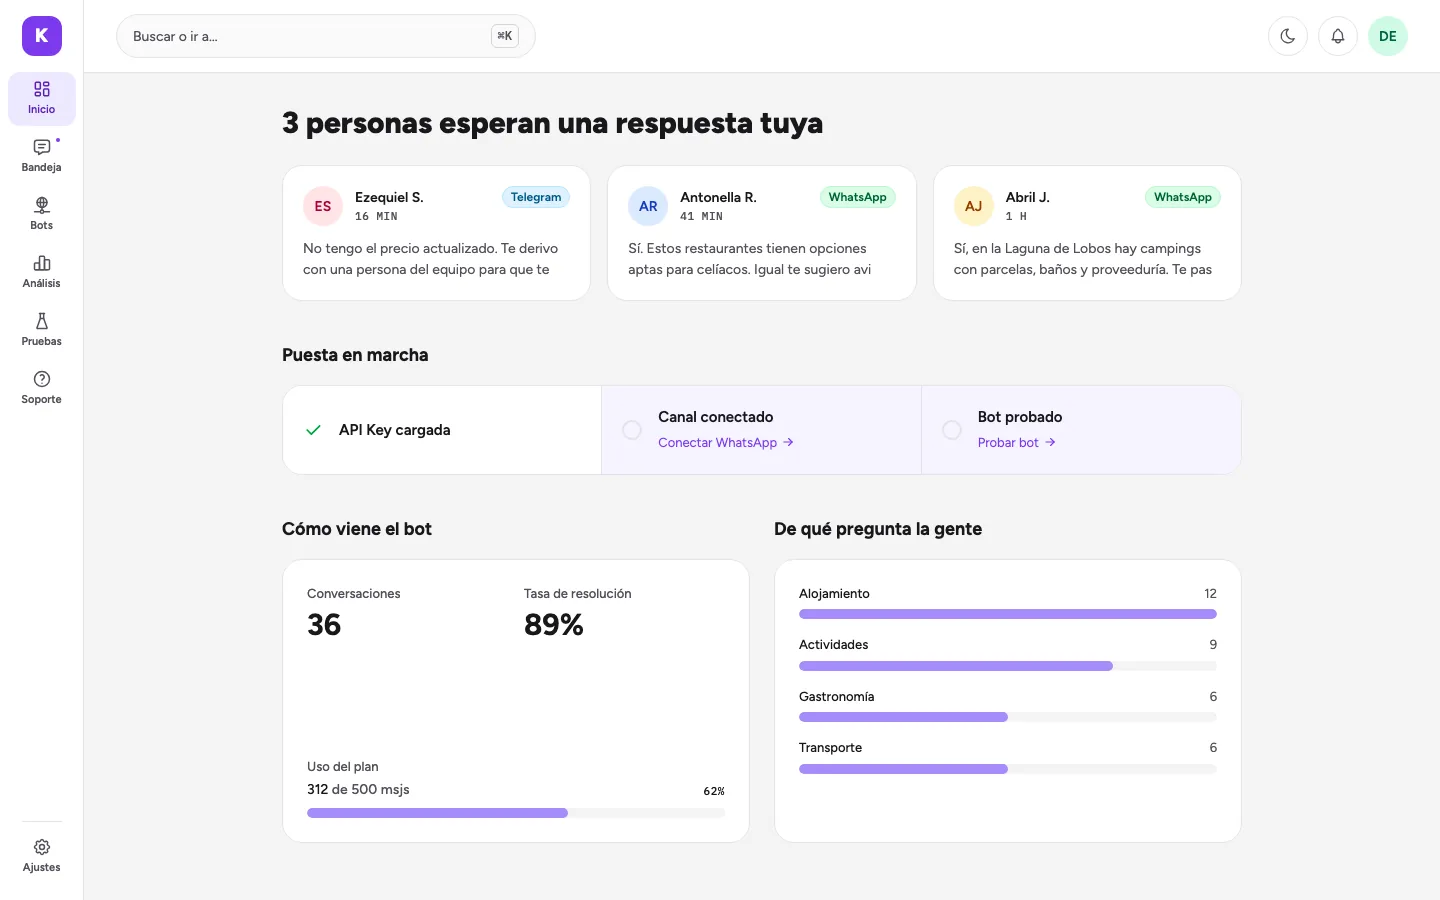 K
Buscar o ir a...
⌘K
DE
Inicio
Bandeja
Bots
Análisis
Pruebas
Soporte
Ajustes
3 personas esperan una respuesta tuya
ES
Ezequiel S.
16 MIN
Telegram
No tengo el precio actualizado. Te derivo
con una persona del equipo para que te
AR
Antonella R.
41 MIN
WhatsApp
Sí. Estos restaurantes tienen opciones
aptas para celíacos. Igual te sugiero avi
AJ
Abril J.
1 H
WhatsApp
Sí, en la Laguna de Lobos hay campings
con parcelas, baños y proveeduría. Te pas
Puesta en marcha
API Key cargada
Canal conectado
Conectar WhatsApp →
Bot probado
Probar bot →
Cómo viene el bot
Conversaciones
36
Tasa de resolución
89%
Uso del plan
312 de 500 msjs
62%
De qué pregunta la gente
Alojamiento 12
Actividades 9
Gastronomía 6
Transporte 6